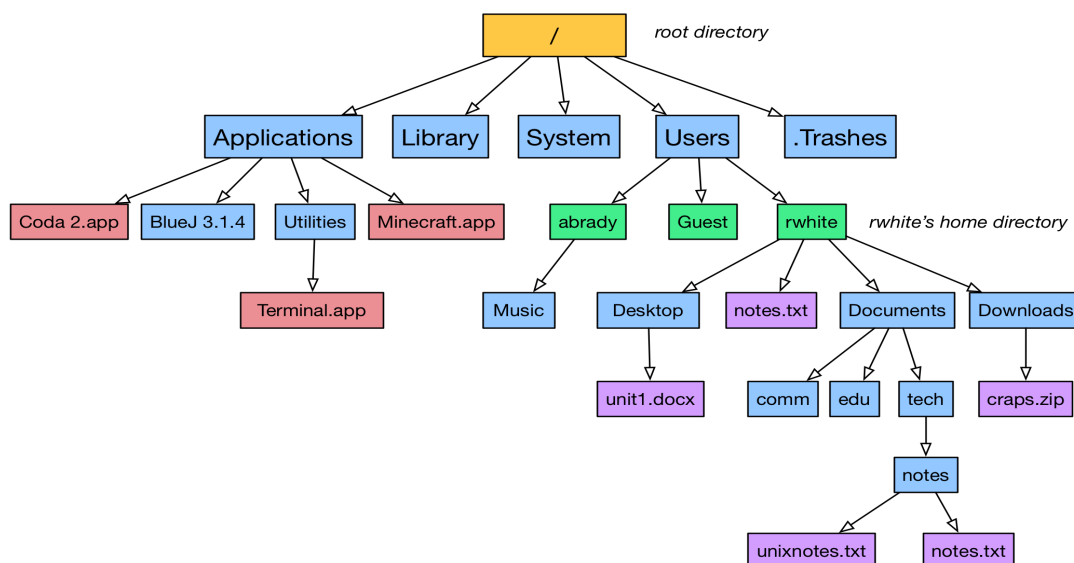 /
root directory
Applications
Library
System
Users
.Trashes
Coda 2.app
BlueJ 3.1.4
Utilities
Minecraft.app
abrady
Guest
rwhite
rwhite's home directory
Terminal.app
Music
Desktop
notes.txt
Documents
Downloads
unit1.docx
comm
edu
tech
craps.zip
notes
unixnotes.txt
notes.txt